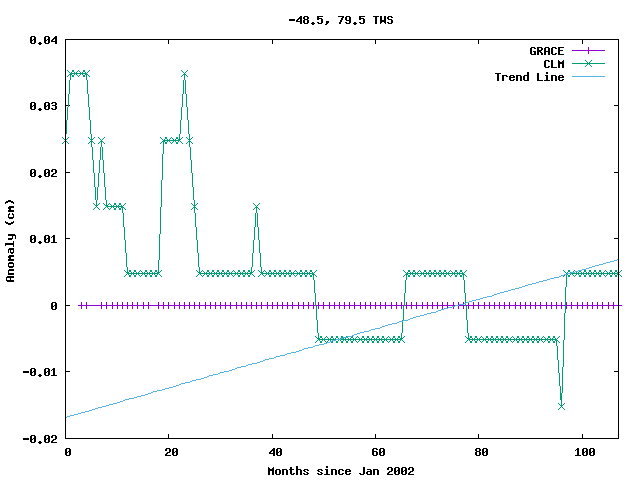 -48.5, 79.5 TWS
GRACE
CLM
Trend Line
0.04
0.03
0.02
0.01
0
-0.01
-0.02
Anomaly (cm)
0 20 40 60 80 100
Months since Jan 2002